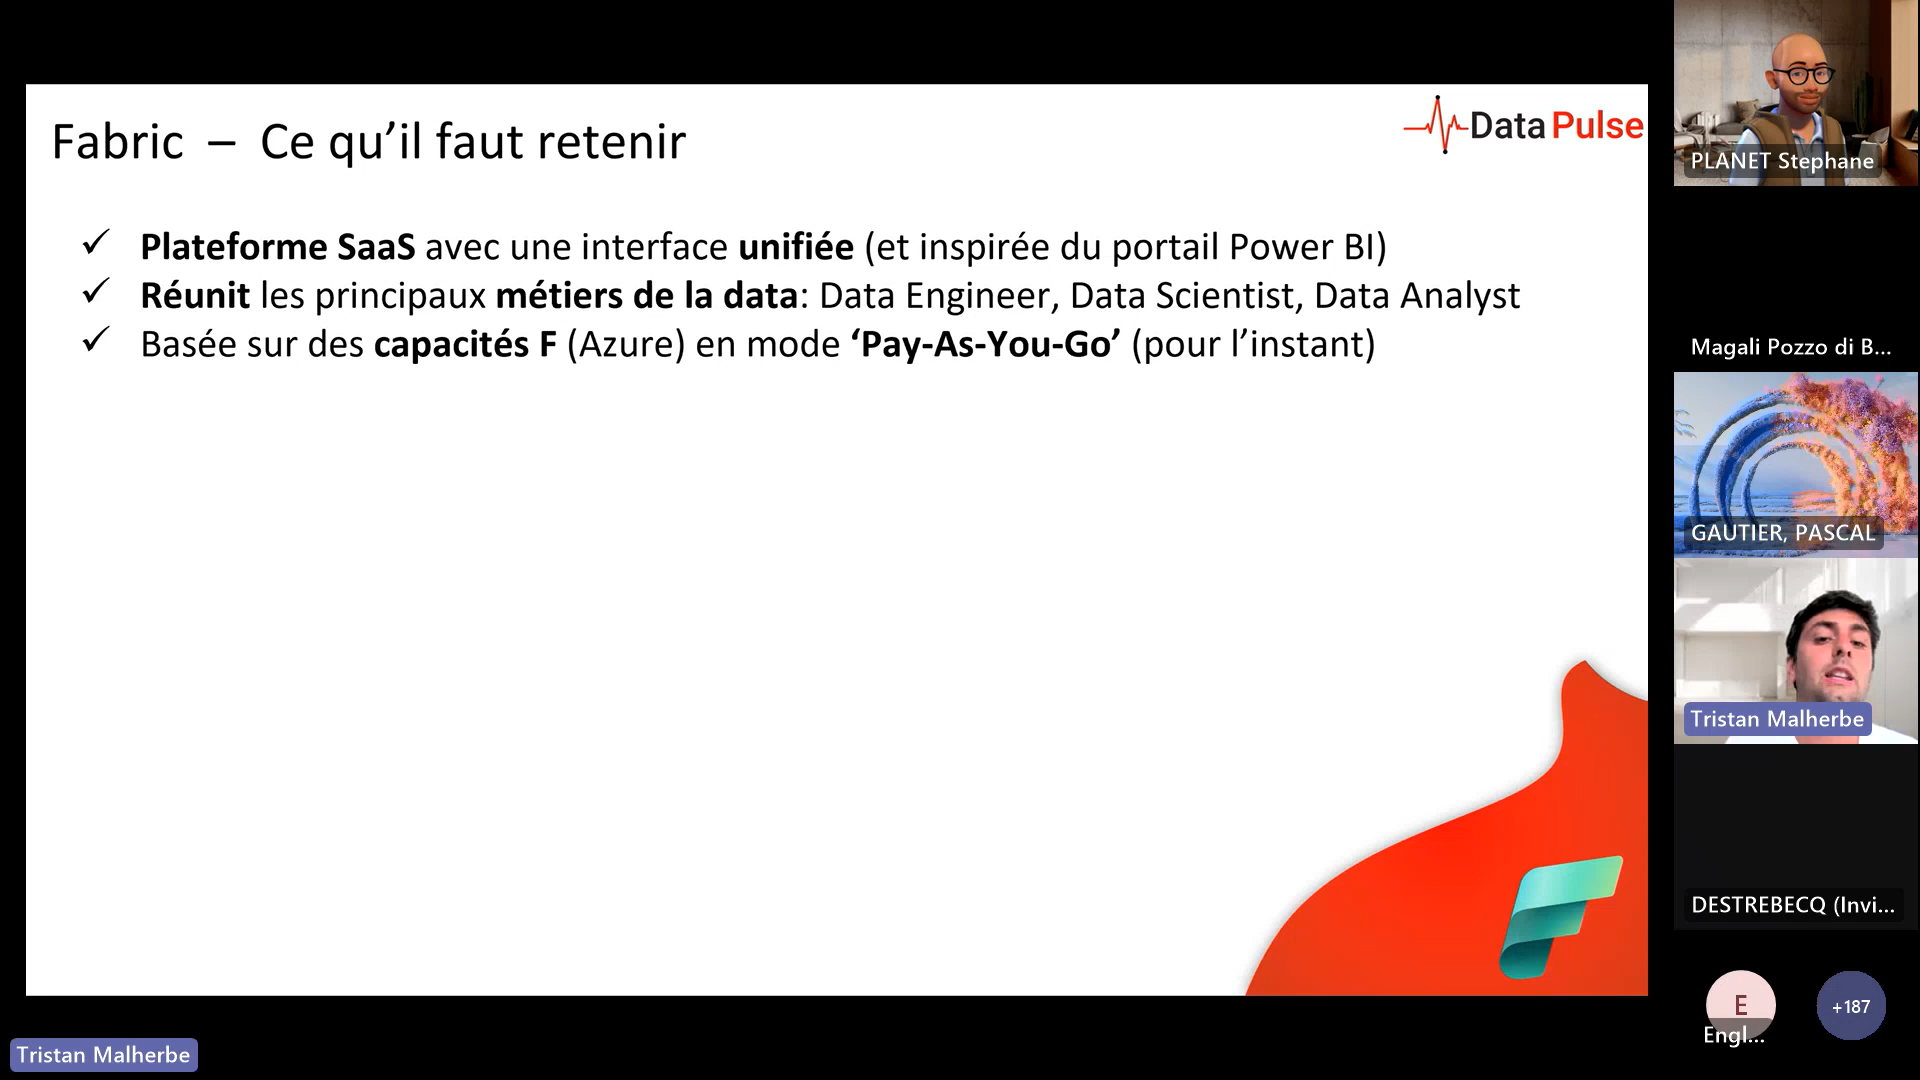 Fabric – Ce qu’il faut retenir
Data Pulse
✓ Plateforme SaaS avec une interface unifiée (et inspirée du portail Power BI)
✓ Réunit les principaux métiers de la data: Data Engineer, Data Scientist, Data Analyst
✓ Basée sur des capacités F (Azure) en mode ‘Pay-As-You-Go’ (pour l’instant)
PLANET Stephane
Magali Pozzo di B...
GAUTIER, PASCAL
Tristan Malherbe
DESTREBECQ (Invi...
E
Engl...
+187
Tristan Malherbe